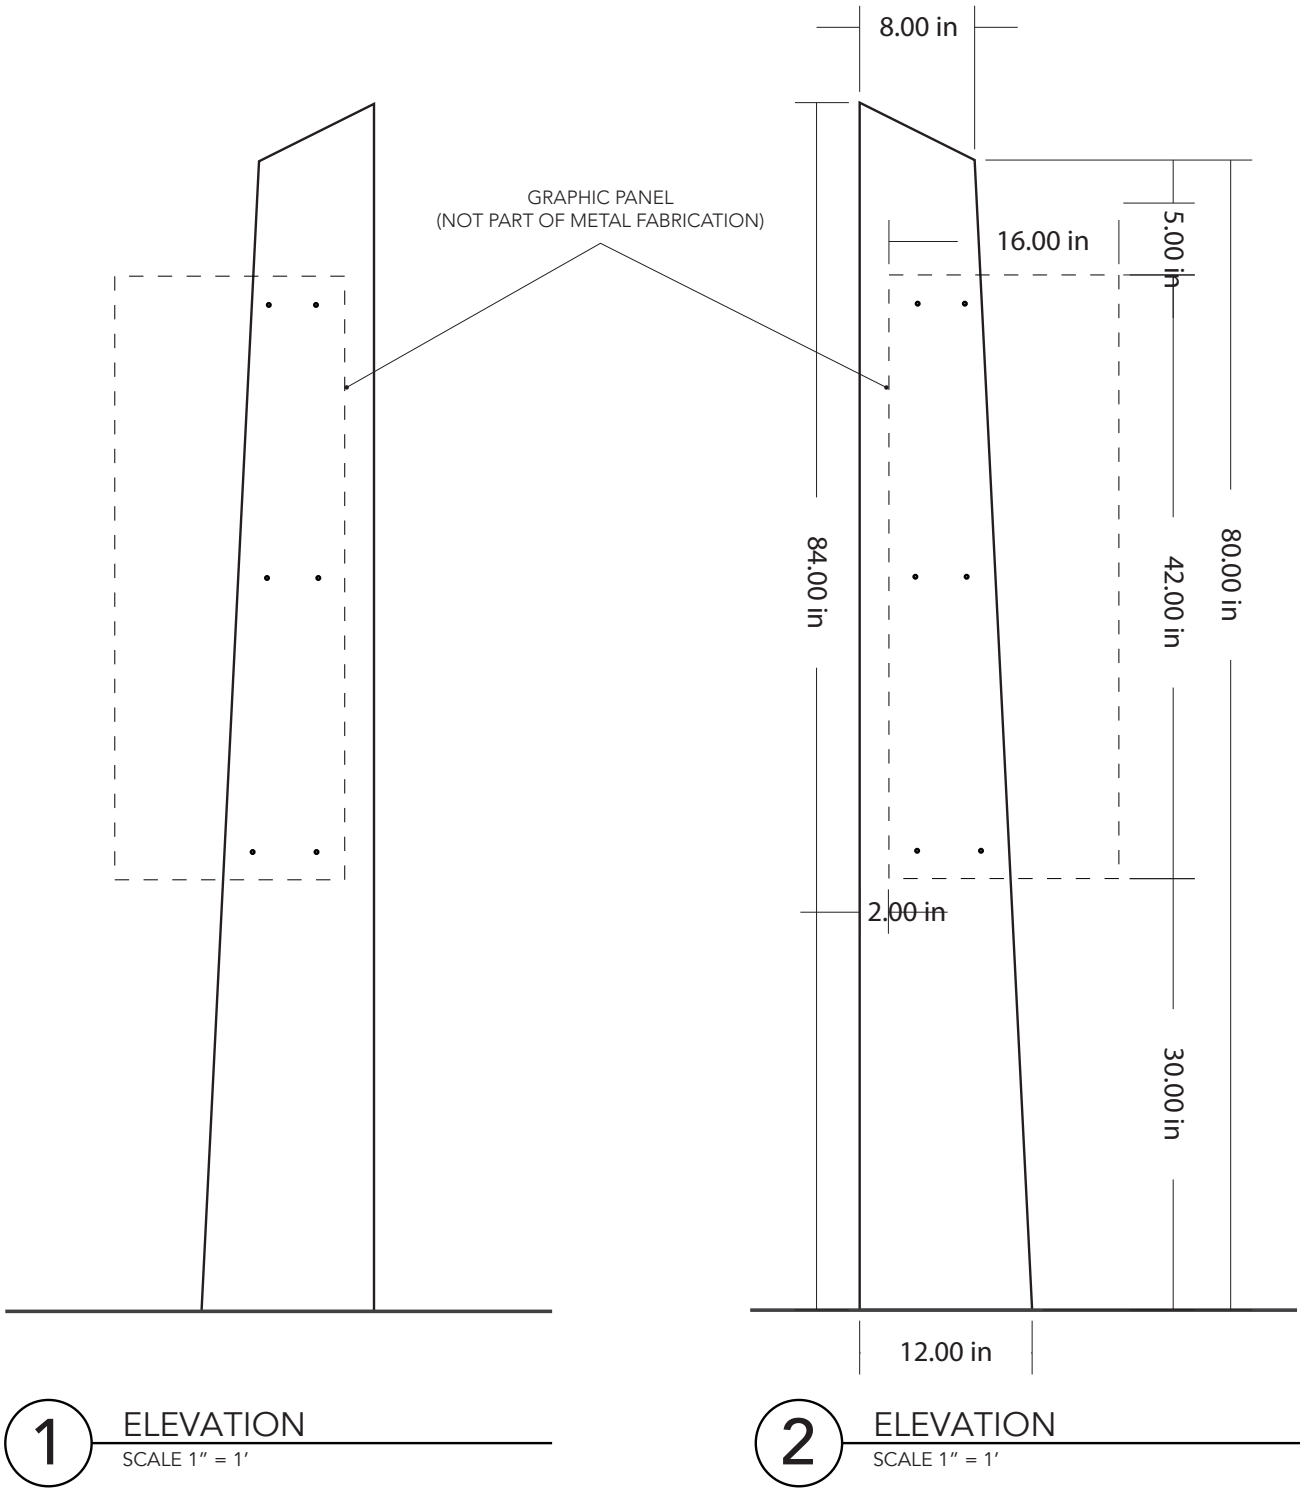 8.00 in
GRAPHIC PANEL
(NOT PART OF METAL FABRICATION)
16.00 in
5.00 in
84.00 in
42.00 in
80.00 in
2.00 in
30.00 in
12.00 in
1
ELEVATION
SCALE 1” = 1’
2
ELEVATION
SCALE 1” = 1’